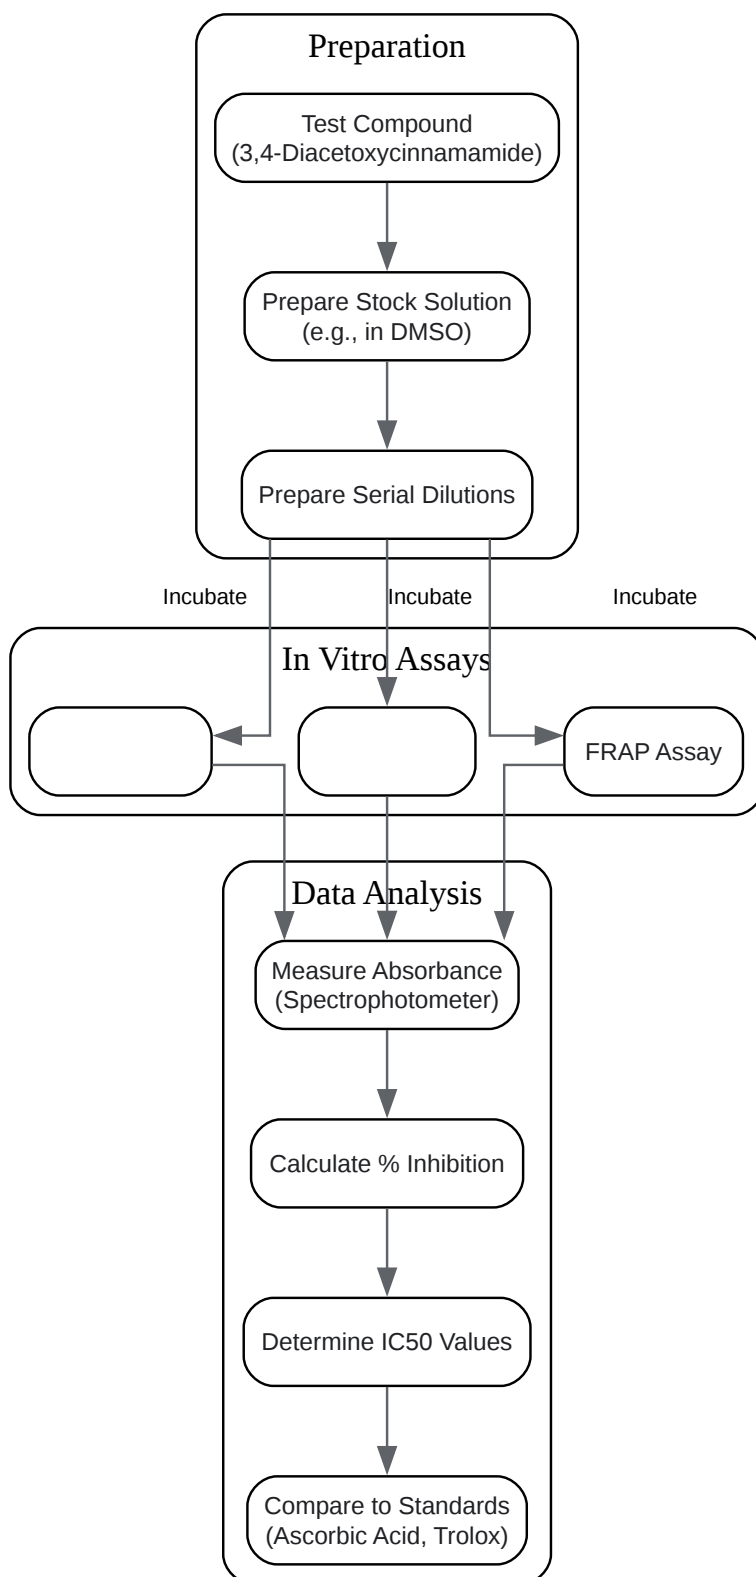 Preparation
Test Compound
(3,4-Diacetoxycinnamamide)
Prepare Stock Solution
(e.g., in DMSO)
Prepare Serial Dilutions
Incubate
Incubate
Incubate
In Vitro Assays
FRAP Assay
Data Analysis
Measure Absorbance
(Spectrophotometer)
Calculate % Inhibition
Determine IC50 Values
Compare to Standards
(Ascorbic Acid, Trolox)